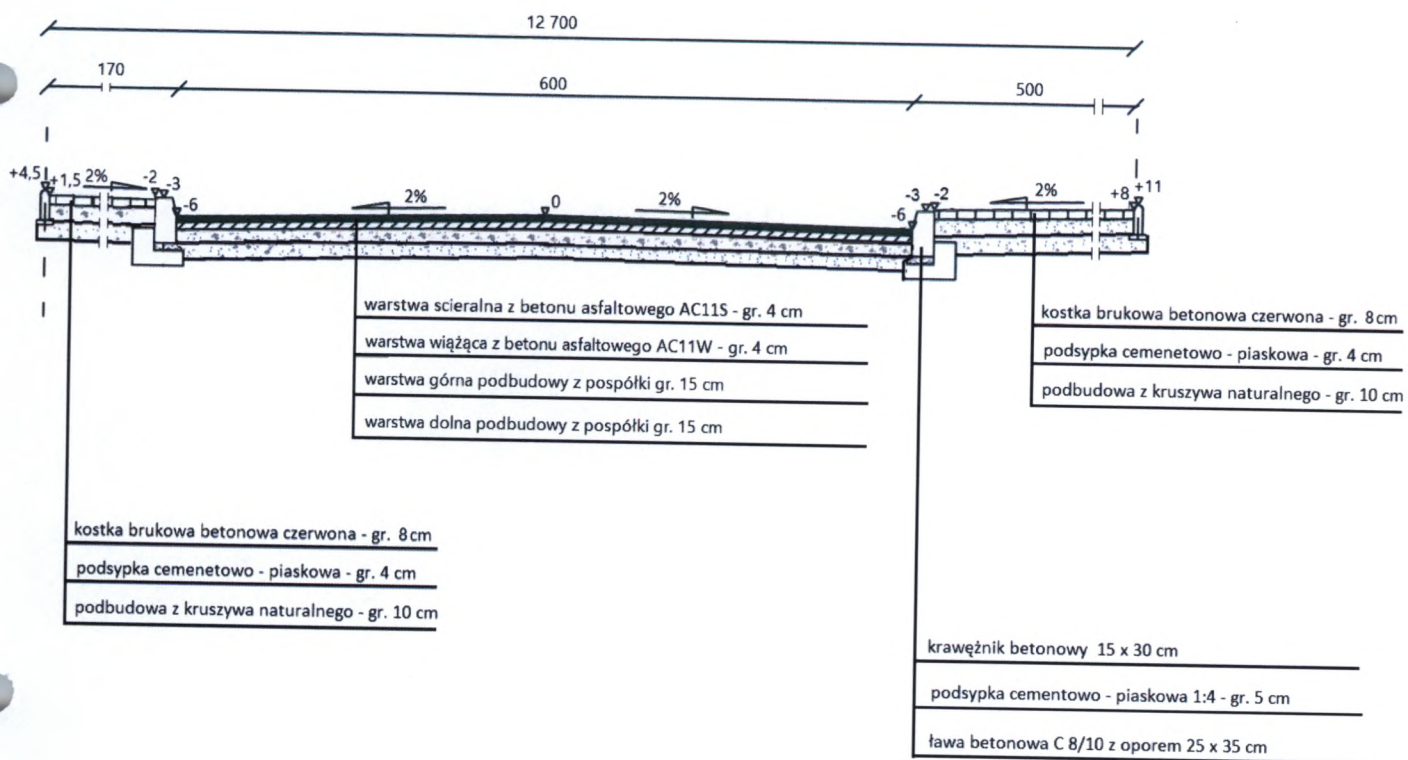 12 700
170
600
500
+4,5
+1,5
2%
-2
-3
-6
2%
0
2%
-3
-2
-6
2%
+8
+11
warstwa scieralna z betonu asfaltowego AC11S - gr. 4 cm
warstwa wiążąca z betonu asfaltowego AC11W - gr. 4 cm
warstwa górna podbudowy z pospółki gr. 15 cm
warstwa dolna podbudowy z pospółki gr. 15 cm
kostka brukowa betonowa czerwona - gr. 8cm
podsypka cemenetowo - piaskowa - gr. 4 cm
podbudowa z kruszywa naturalnego - gr. 10 cm
kostka brukowa betonowa czerwona - gr. 8cm
podsypka cemenetowo - piaskowa - gr. 4 cm
podbudowa z kruszywa naturalnego - gr. 10 cm
krawężnik betonowy 15 x 30 cm
podsypka cementowo - piaskowa 1:4 - gr. 5 cm
ława betonowa C 8/10 z oporem 25 x 35 cm